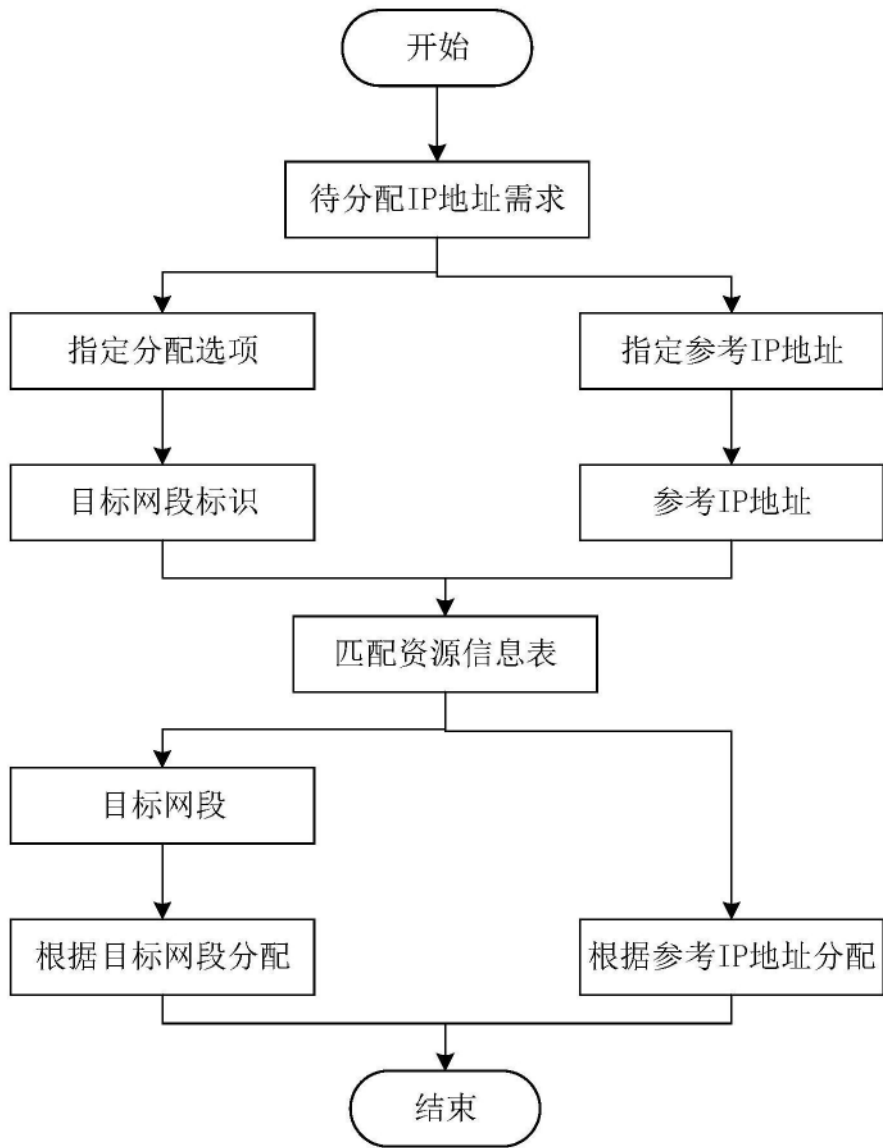 开始
待分配IP地址需求
指定分配选项
指定参考IP地址
目标网段标识
参考IP地址
匹配资源信息表
目标网段
根据目标网段分配
根据参考IP地址分配
结束